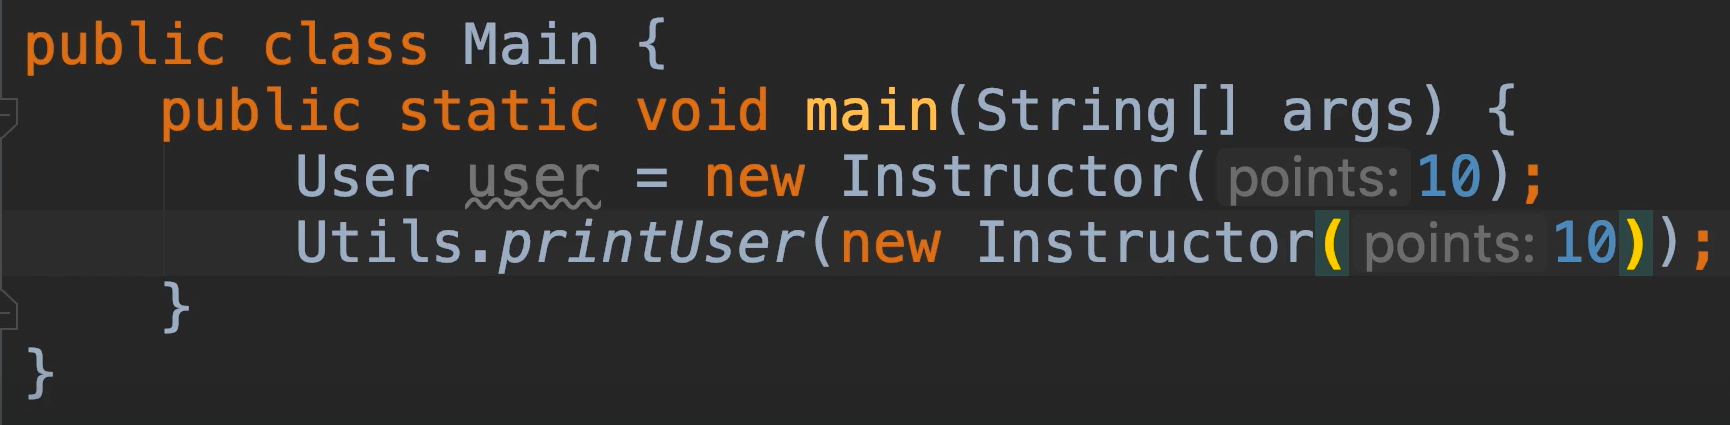 public class Main {
public static void main(String[] args) {
User user = new Instructor( points: 10);
Utils.printUser(new Instructor( points: 10));
}
}